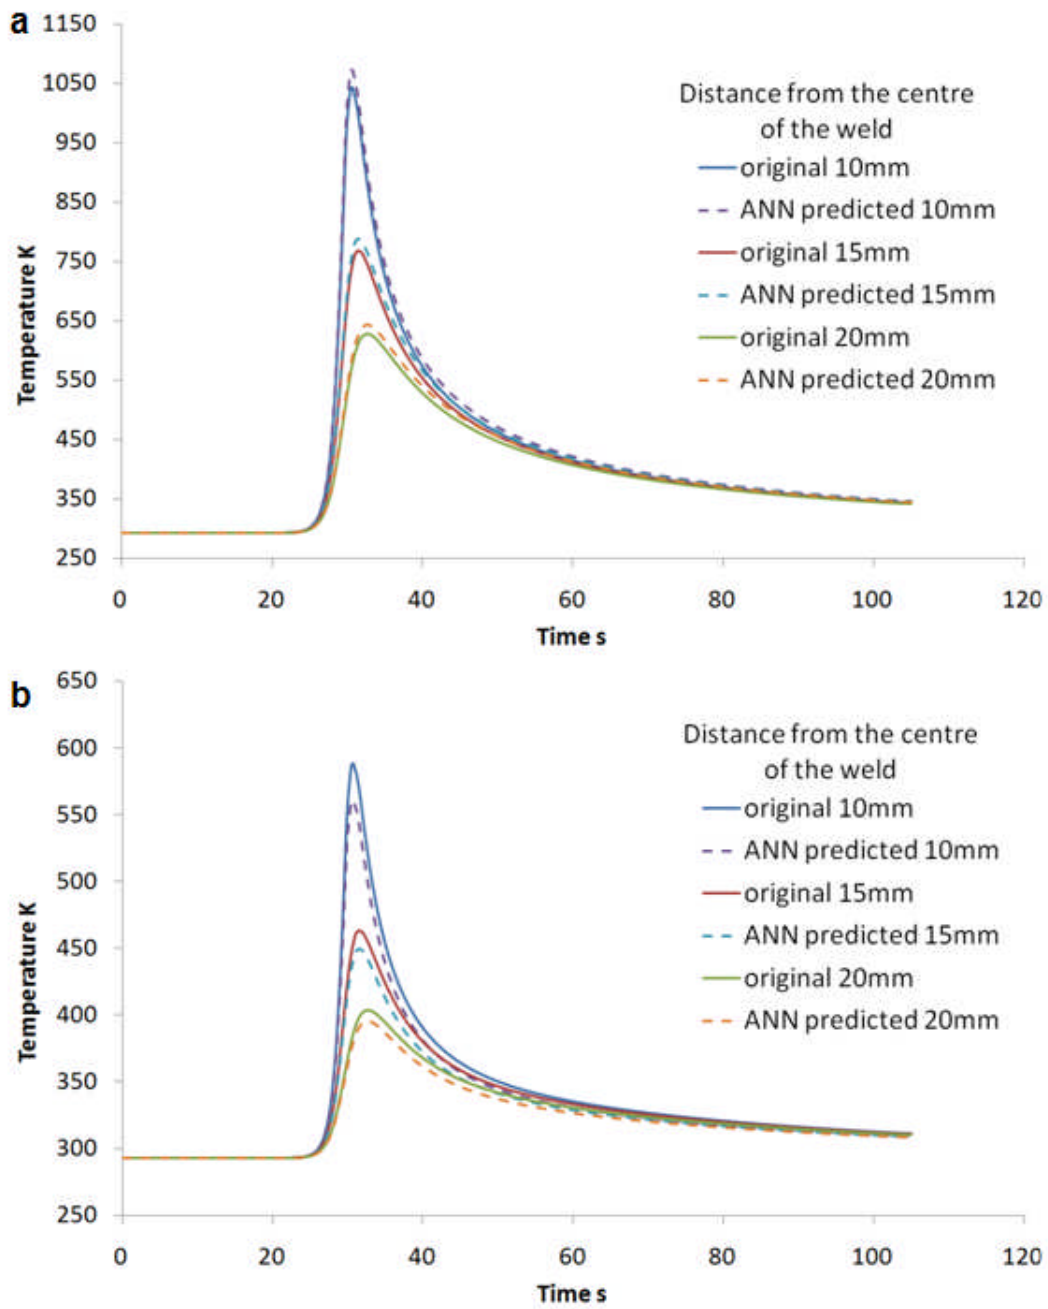 a
1150
1050
950
850
750
650
550
450
350
250
Temperature K
0 20 40 60 80 100 120
Time s
Distance from the centre
of the weld
original 10mm
ANN predicted 10mm
original 15mm
ANN predicted 15mm
original 20mm
ANN predicted 20mm
b
650
600
550
500
450
400
350
300
250
Temperature K
0 20 40 60 80 100 120
Time s
Distance from the centre
of the weld
original 10mm
ANN predicted 10mm
original 15mm
ANN predicted 15mm
original 20mm
ANN predicted 20mm